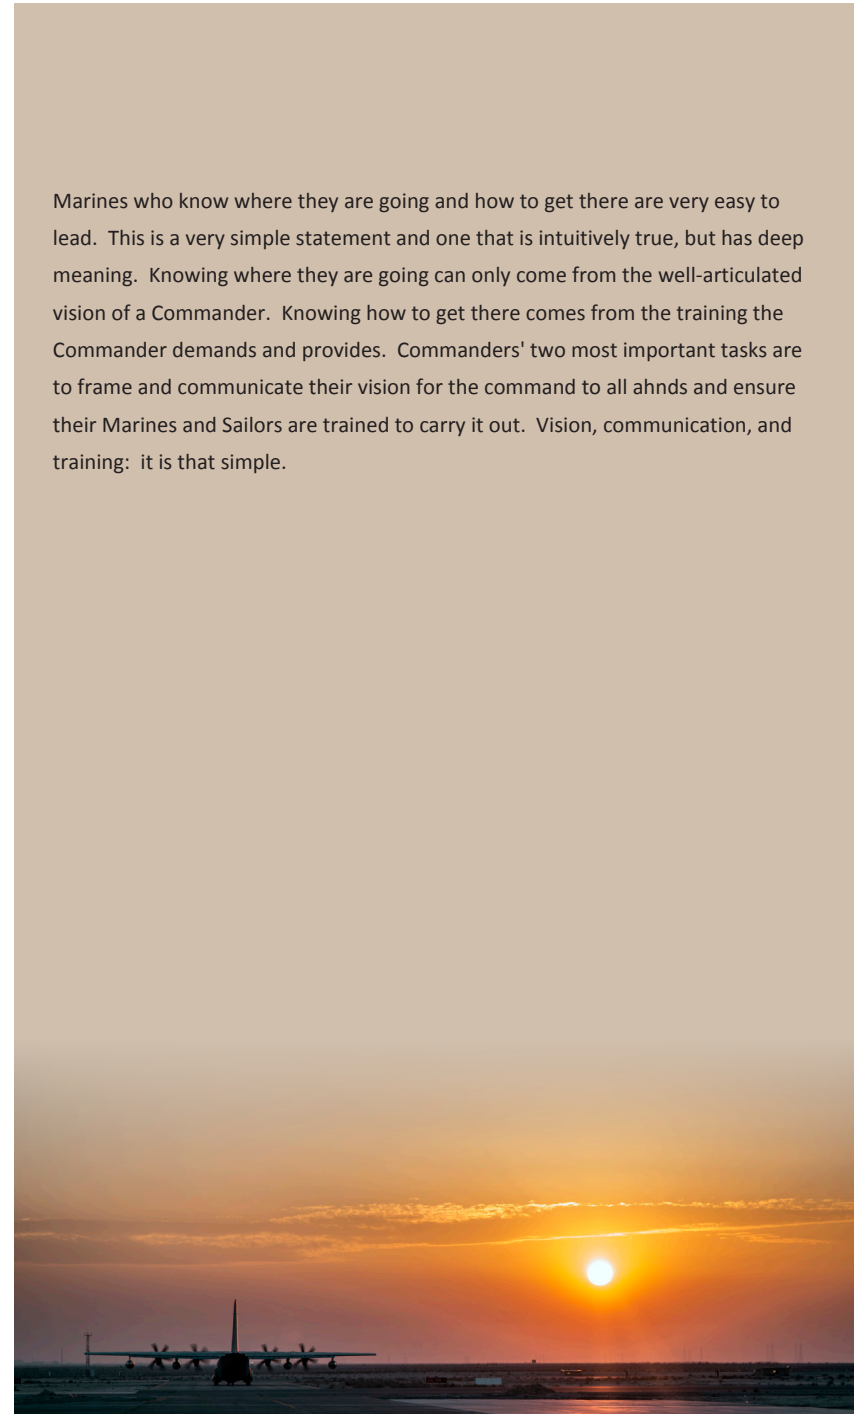 Marines who know where they are going and how to get there are very easy to
lead.  This is a very simple statement and one that is intuitively true, but has deep
meaning.  Knowing where they are going can only come from the well-articulated
vision of a Commander.  Knowing how to get there comes from the training the
Commander demands and provides.  Commanders' two most important tasks are
to frame and communicate their vision for the command to all ahnds and ensure
their Marines and Sailors are trained to carry it out.  Vision, communication, and
training:  it is that simple.